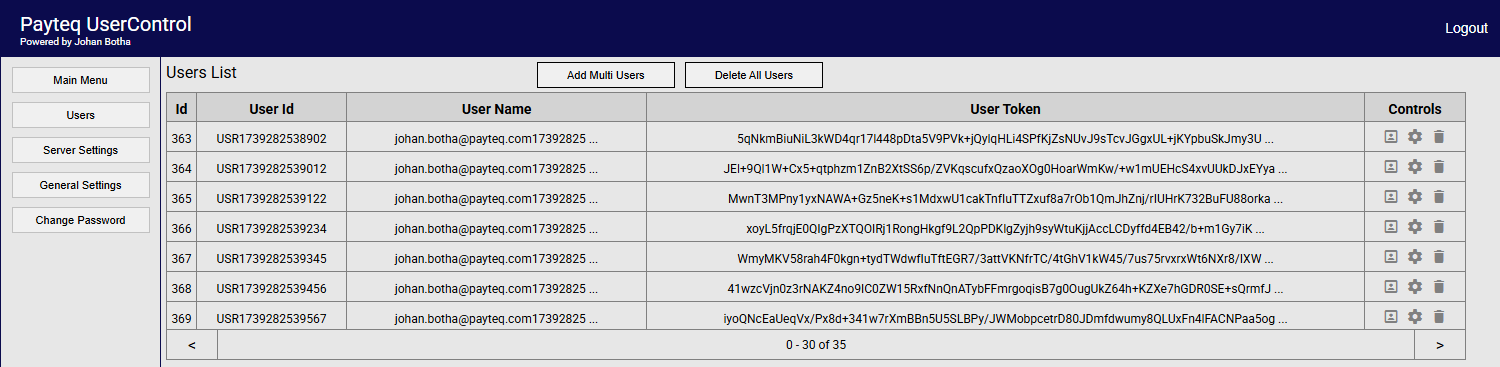 Payteq UserControl
Powered by Johan Botha
Logout
Main Menu
Users
Server Settings
General Settings
Change Password
Users List
Add Multi Users
Delete All Users
Id User Id User Name User Token Controls
363 USR1739282538902 johan.botha@payteq.com17392825 ... 5qNkmBiuNiL3kWD4qr17l448pDta5V9PVk+jQylqHLi4SPfKjZsNUvJ9sTcvJGgxUL+jKYpbuSkJmy3U ...
364 USR1739282539012 johan.botha@payteq.com17392825 ... JEI+9Ql1W+Cx5+qtphzm1ZnB2XtSS6p/ZVKqscufxQzaoXOg0HoarWmKw/+w1mUEHcS4xvUUkDJxEYya ...
365 USR1739282539122 johan.botha@payteq.com17392825 ... MwnT3MPny1yxNAWA+Gz5neK+s1MdxwU1cakTnfluTTZxuf8a7rOb1QmJhZnj/rIUHrK732BuFU88orka ...
366 USR1739282539234 johan.botha@payteq.com17392825 ... xoyL5frqjE0QlgPzXTQOIRj1RongHkgf9L2QpPDKlgZyjh9syWtuKjjAccLCDyffd4EB42/b+m1Gy7iK ...
367 USR1739282539345 johan.botha@payteq.com17392825 ... WmyMKV58rah4F0kgn+tydTWdwfluTftEGR7/3attVKNfrTC/4tGhV1kW45/7us75rvxrxWt6NXr8/IXW ...
368 USR1739282539456 johan.botha@payteq.com17392825 ... 41wzcVjn0z3rNAKZ4no9IC0ZW15RxfNnQnATybFFmrgoqisB7g0OugUkZ64h+KZXe7hGDR0SE+sQrmfJ ...
369 USR1739282539567 johan.botha@payteq.com17392825 ... iyoQNcEaUeqVx/Px8d+341w7rXmBBn5U5SLBPy/JWMobpcetrD80JDmfdwumy8QLUxFn4lFACNPaa5og ...
< 0 - 30 of 35 >